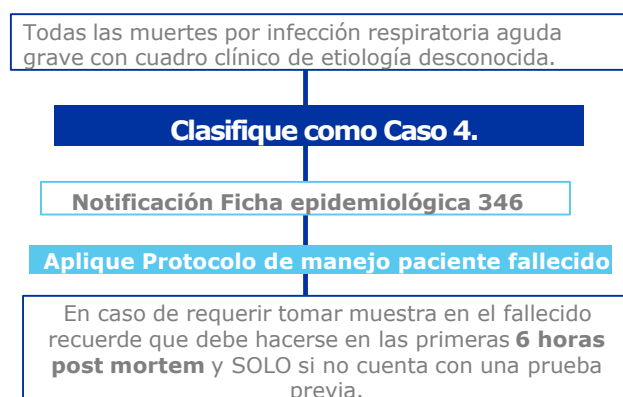 Todas las muertes por infección respiratoria aguda
grave con cuadro clínico de etiología desconocida.
Clasifique como Caso 4.
Notificación Ficha epidemiológica 346
Aplique Protocolo de manejo paciente fallecido
En caso de requerir tomar muestra en el fallecido
recuerde que debe hacerse en las primeras 6 horas
post mortem y SOLO si no cuenta con una prueba
previa.